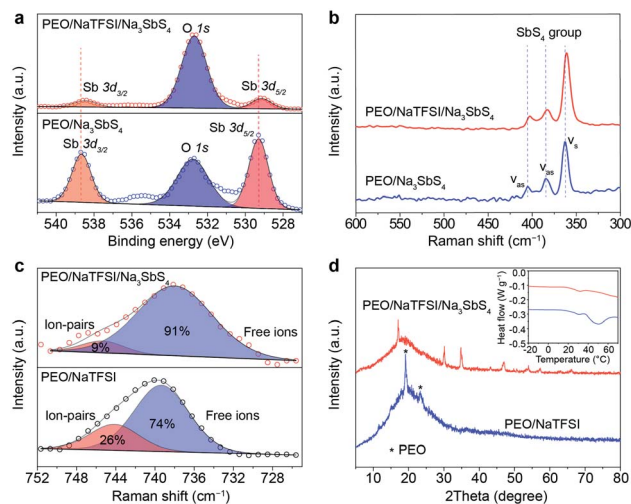 a
PEO/NaTFSI/Na₃SbS₄
O 1s
Sb 3d₃/₂
Sb 3d₅/₂
PEO/Na₃SbS₄
Sb 3d₃/₂
O 1s
Sb 3d₅/₂
Intensity (a.u.)
540 538 536 534 532 530 528
Binding energy (eV)
b
SbS₄ group
PEO/NaTFSI/Na₃SbS₄
PEO/Na₃SbS₄
vas
vas
vs
Intensity (a.u.)
600 550 500 450 400 350 300
Raman shift (cm⁻¹)
c
PEO/NaTFSI/Na₃SbS₄
Ion-pairs
9%
91%
Free ions
PEO/NaTFSI
Ion-pairs
26%
74%
Free ions
Intensity (a.u.)
752 748 744 740 736 732 728
Raman shift (cm⁻¹)
d
PEO/NaTFSI/Na₃SbS₄
0.0
-0.1
-0.2
-0.3
-0.4
-0.5
Heat flow (W g⁻¹)
-20 0 20 40 60
Temperature (°C)
*
*
PEO/NaTFSI
* PEO
Intensity (a.u.)
10 20 30 40 50 60 70 80
2Theta (degree)